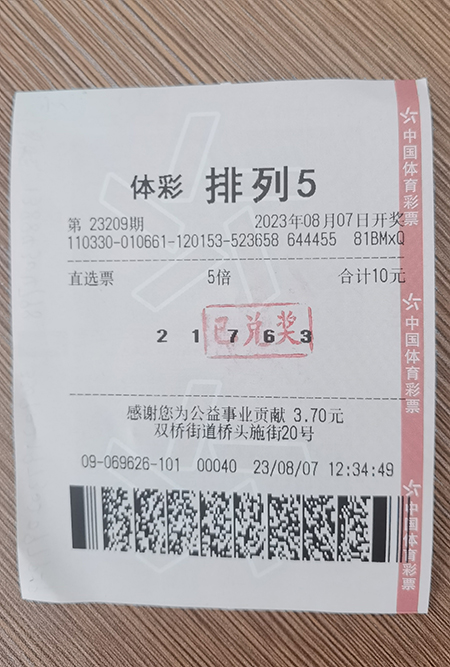 体彩 排列5
第 23209期 2023年08月07日开奖
110330-010661-120153-523658 644455 81BMxQ
直选票 5倍 合计10元
2 1 7 6 3
已兑奖
感谢您为公益事业贡献 3.70元
双桥街道桥头施街20号
09-069626-101 00040 23/08/07 12:34:49
中国体育彩票
中国体育彩票
中国体育彩票